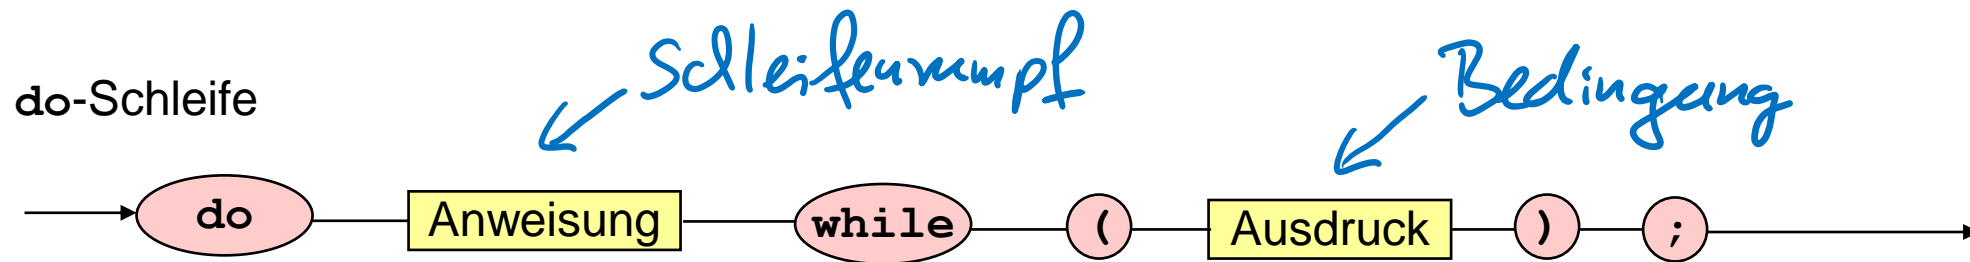 Schleifenrumpf Bedingung
do-Schleife
do Anweisung while ( Ausdruck ) ;